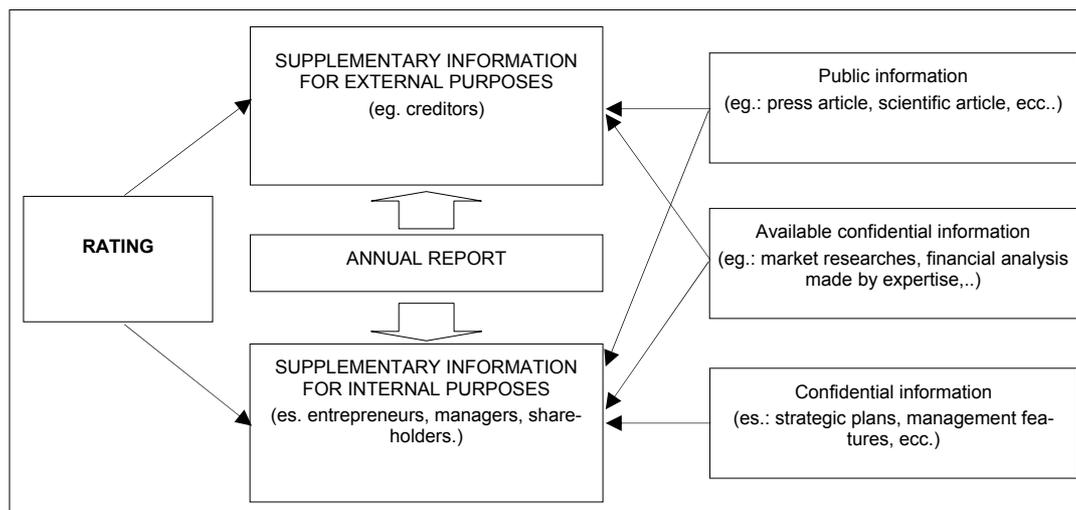 SUPPLEMENTARY INFORMATION
FOR EXTERNAL PURPOSES
(eg. creditors)
Public information
(eg.: press article, scientific article, ecc..)
RATING
ANNUAL REPORT
Available confidential information
(eg.: market researches, financial analysis
made by expertise,..)
SUPPLEMENTARY INFORMATION
FOR INTERNAL PURPOSES
(es. entrepreneurs, managers, share-
holders.)
Confidential information
(es.: strategic plans, management fea-
tures, ecc.)